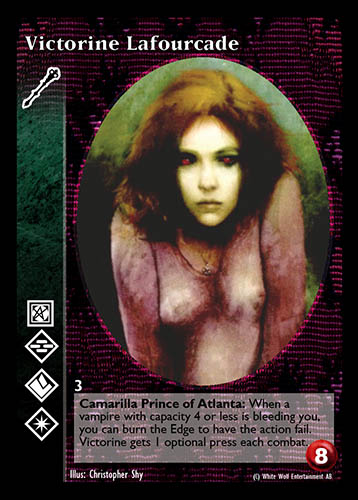 Victorine Lafourcade
3
Camarilla Prince of Atlanta: When a
vampire with capacity 4 or less is bleeding you,
you can burn the Edge to have the action fail.
Victorine gets 1 optional press each combat.
8
Illus: Christopher Shy
(C) White Wolf Entertainment AB